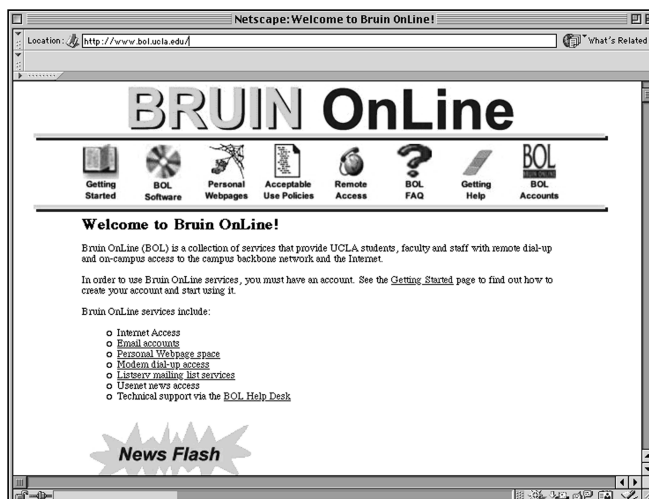 Netscape: Welcome to Bruin OnLine!
Location: http://www.bol.ucla.edu/ What's Related
BRUIN OnLine
Getting Started
BOL Software
Personal Webpages
Acceptable Use Policies
Remote Access
BOL FAQ
Getting Help
BOL
BRUIN ONLINE
BOL Accounts
Welcome to Bruin OnLine!
Bruin OnLine (BOL) is a collection of services that provide UCLA students, faculty and staff with remote dial-up
and on-campus access to the campus backbone network and the Internet.
In order to use Bruin OnLine services, you must have an account. See the Getting Started page to find out how to
create your account and start using it.
Bruin OnLine services include:
Internet Access
Email accounts
Personal Webpage space
Modem dial-up access
Listserv mailing list services
Usenet news access
Technical support via the BOL Help Desk
News Flash